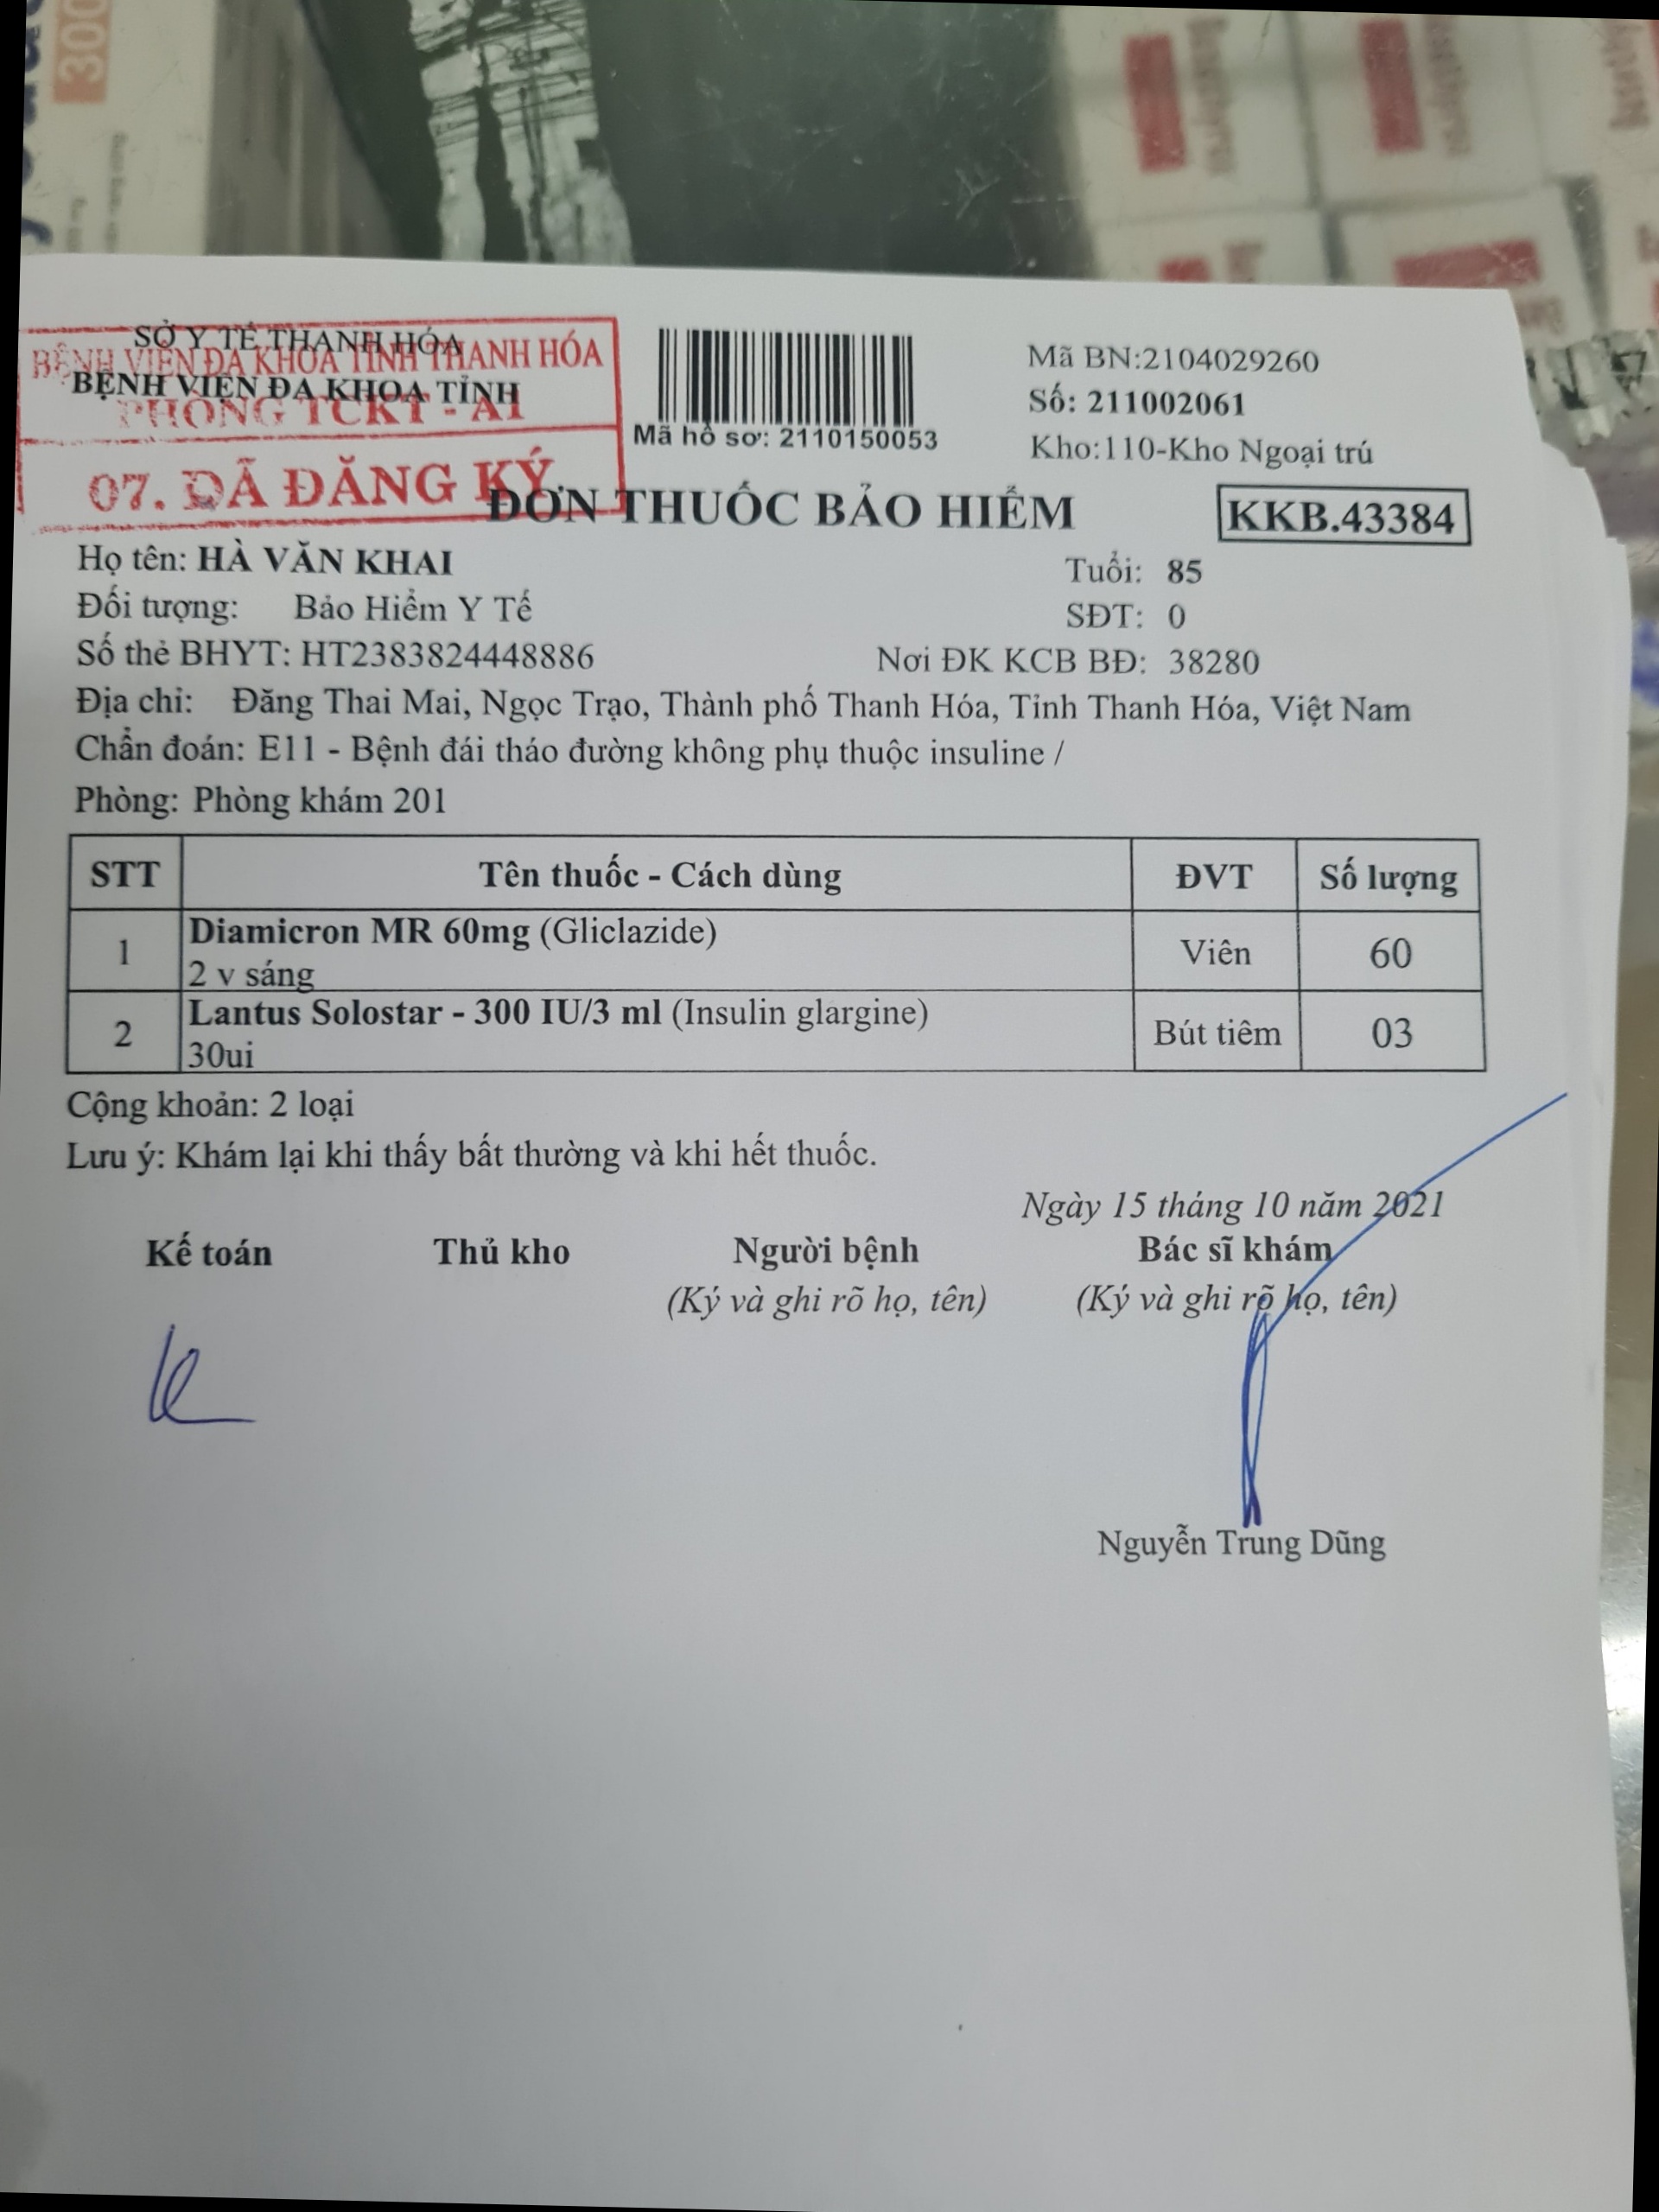 300
SỞ Y TẾ THANH HÓA
BỆNH VIỆN ĐA KHOA TỈNH THANH HÓA
BỆNH VIỆN ĐA KHOA TỈNH
PHÒNG TCKT - A1
07. ĐÃ ĐĂNG KÝ
Mã hồ sơ: 2110150053
Mã BN:2104029260
Số: 211002061
Kho:110-Kho Ngoại trú
ĐƠN THUỐC BẢO HIỂM
KKB.43384
Họ tên: HÀ VĂN KHAI Tuổi: 85
Đối tượng: Bảo Hiểm Y Tế SĐT: 0
Số thẻ BHYT: HT2383824448886 Nơi ĐK KCB BĐ: 38280
Địa chỉ: Đăng Thai Mai, Ngọc Trạo, Thành phố Thanh Hóa, Tỉnh Thanh Hóa, Việt Nam
Chẩn đoán: E11 - Bệnh đái tháo đường không phụ thuộc insuline /
Phòng: Phòng khám 201
STT Tên thuốc - Cách dùng ĐVT Số lượng
1 Diamicron MR 60mg (Gliclazide) Viên 60
2 v sáng
2 Lantus Solostar - 300 IU/3 ml (Insulin glargine) Bút tiêm 03
30ui
Cộng khoản: 2 loại
Lưu ý: Khám lại khi thấy bất thường và khi hết thuốc.
Ngày 15 tháng 10 năm 2021
Kế toán Thủ kho Người bệnh Bác sĩ khám
(Ký và ghi rõ họ, tên) (Ký và ghi rõ họ, tên)
Nguyễn Trung Dũng